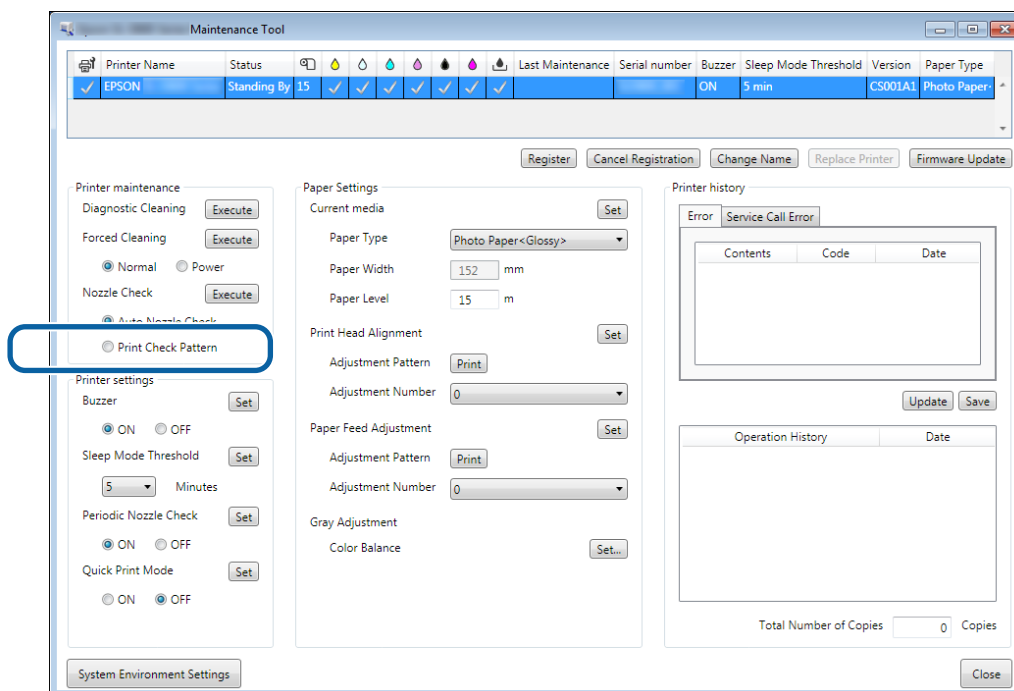 Maintenance Tool
Printer Name Status Last Maintenance Serial number Buzzer Sleep Mode Threshold Version Paper Type
EPSON Standing By 15 ON 5 min CS001A1 Photo Paper
Register Cancel Registration Change Name Replace Printer Firmware Update
Printer maintenance
Diagnostic Cleaning Execute
Forced Cleaning Execute
Normal Power
Nozzle Check Execute
Auto Nozzle Check
Print Check Pattern
Printer settings
Buzzer Set
ON OFF
Sleep Mode Threshold Set
5 Minutes
Periodic Nozzle Check Set
ON OFF
Quick Print Mode Set
ON OFF
Paper Settings
Current media Set
Paper Type Photo Paper<Glossy>
Paper Width 152 mm
Paper Level 15 m
Print Head Alignment Set
Adjustment Pattern Print
Adjustment Number 0
Paper Feed Adjustment Set
Adjustment Pattern Print
Adjustment Number 0
Gray Adjustment
Color Balance Set...
Printer history
Error Service Call Error
Contents Code Date
Update Save
Operation History Date
Total Number of Copies 0 Copies
System Environment Settings Close